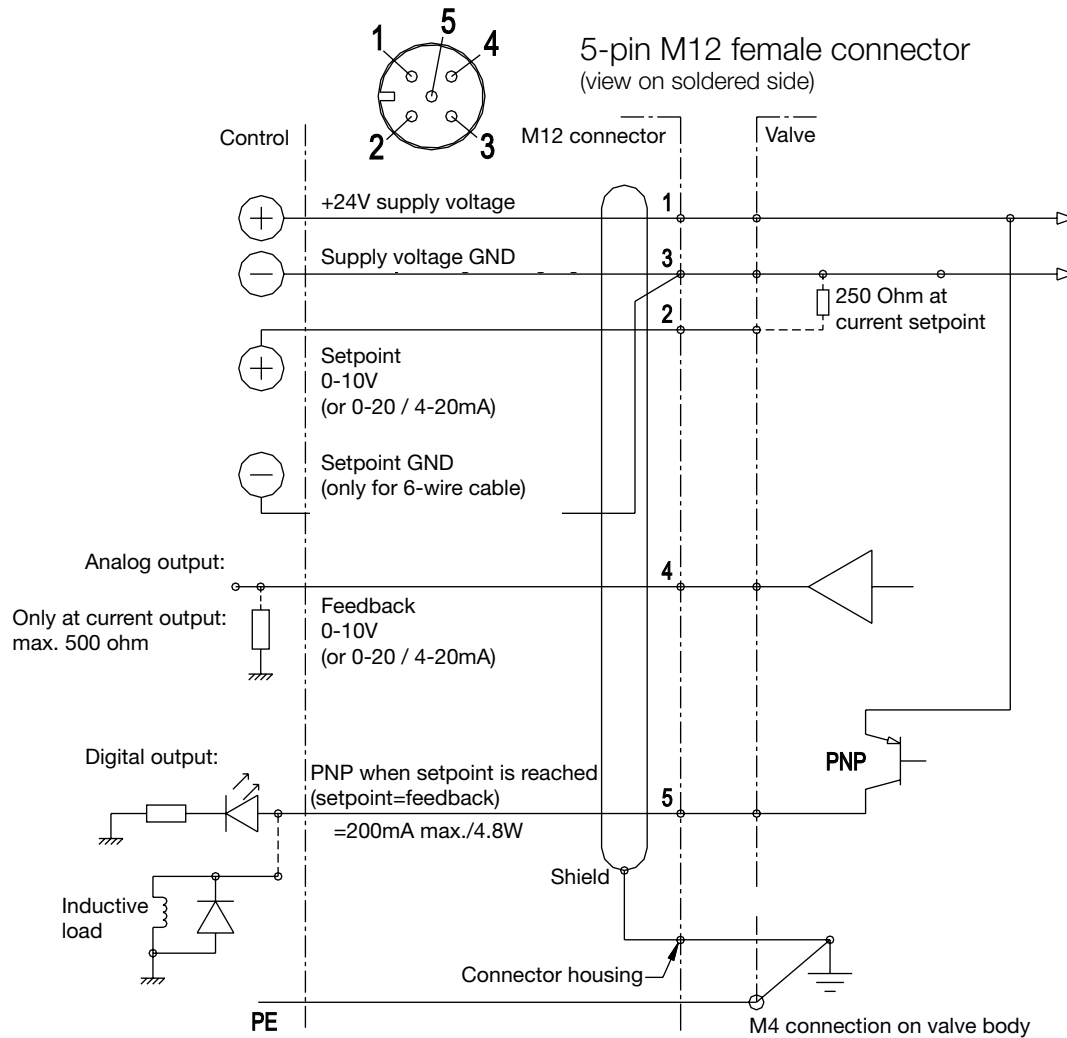 5
1
4
2
3
5-pin M12 female connector
(view on soldered side)
Control
M12 connector
Valve
+24V supply voltage
1
Supply voltage GND
3
250 Ohm at
current setpoint
2
Setpoint
0-10V
(or 0-20 / 4-20mA)
Setpoint GND
(only for 6-wire cable)
Analog output:
4
Only at current output:
max. 500 ohm
Feedback
0-10V
(or 0-20 / 4-20mA)
Digital output:
PNP when setpoint is reached
(setpoint=feedback)
=200mA max./4.8W
5
PNP
Shield
Inductive
load
Connector housing
PE
M4 connection on valve body